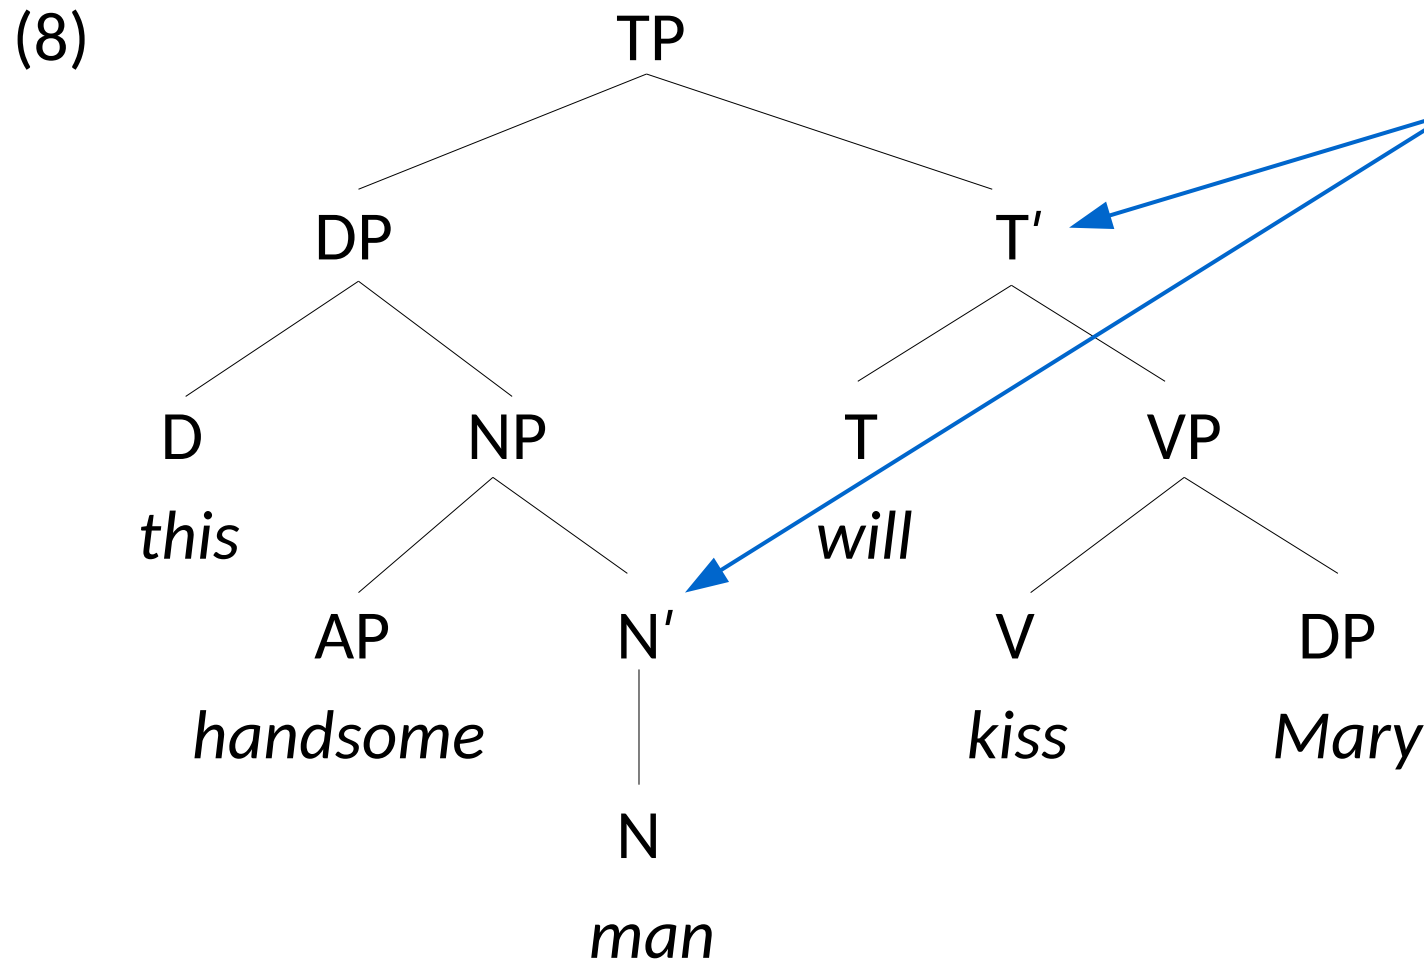 (8) TP
DP T′
D NP T VP
this will
AP N′ V DP
handsome kiss Mary
N
man